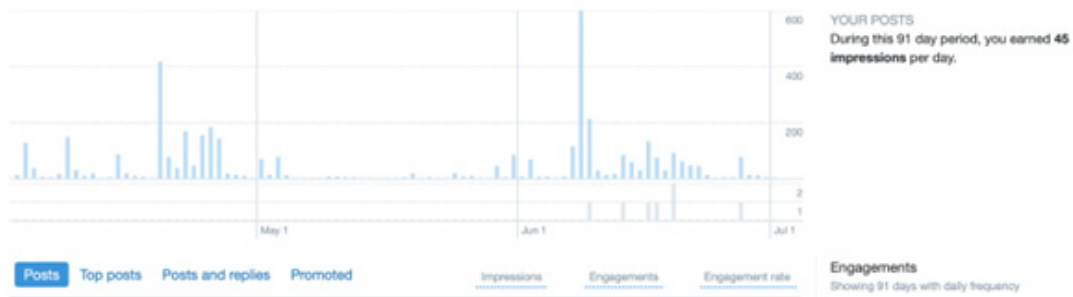 600
400
200
2
1
May 1
Jun 1
Jul 1
YOUR POSTS
During this 91 day period, you earned 45
impressions per day.
Posts Top posts Posts and replies Promoted
Impressions Engagements Engagement rate
Engagements
Showing 91 days with daily frequency